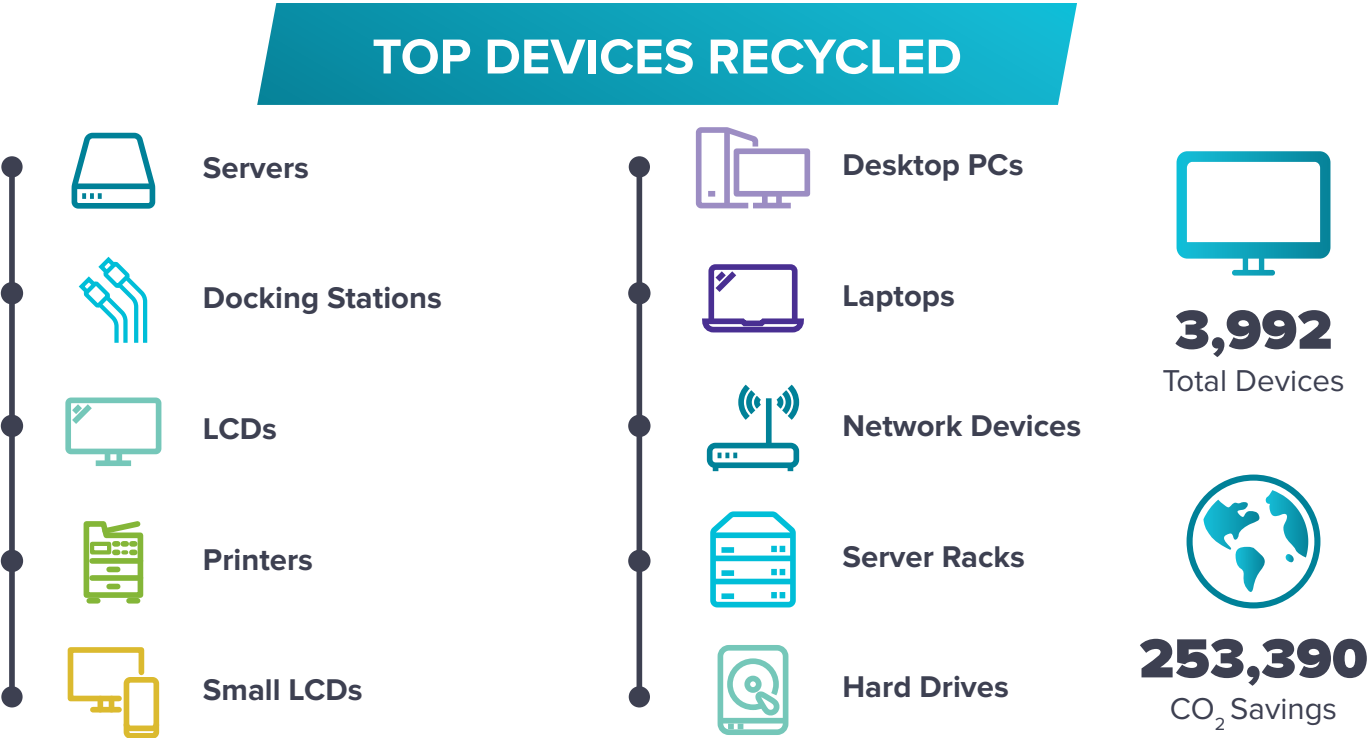 TOP DEVICES RECYCLED
Servers
Docking Stations
LCDs
Printers
Small LCDs
Desktop PCs
Laptops
Network Devices
Server Racks
Hard Drives
3,992
Total Devices
253,390
CO₂ Savings